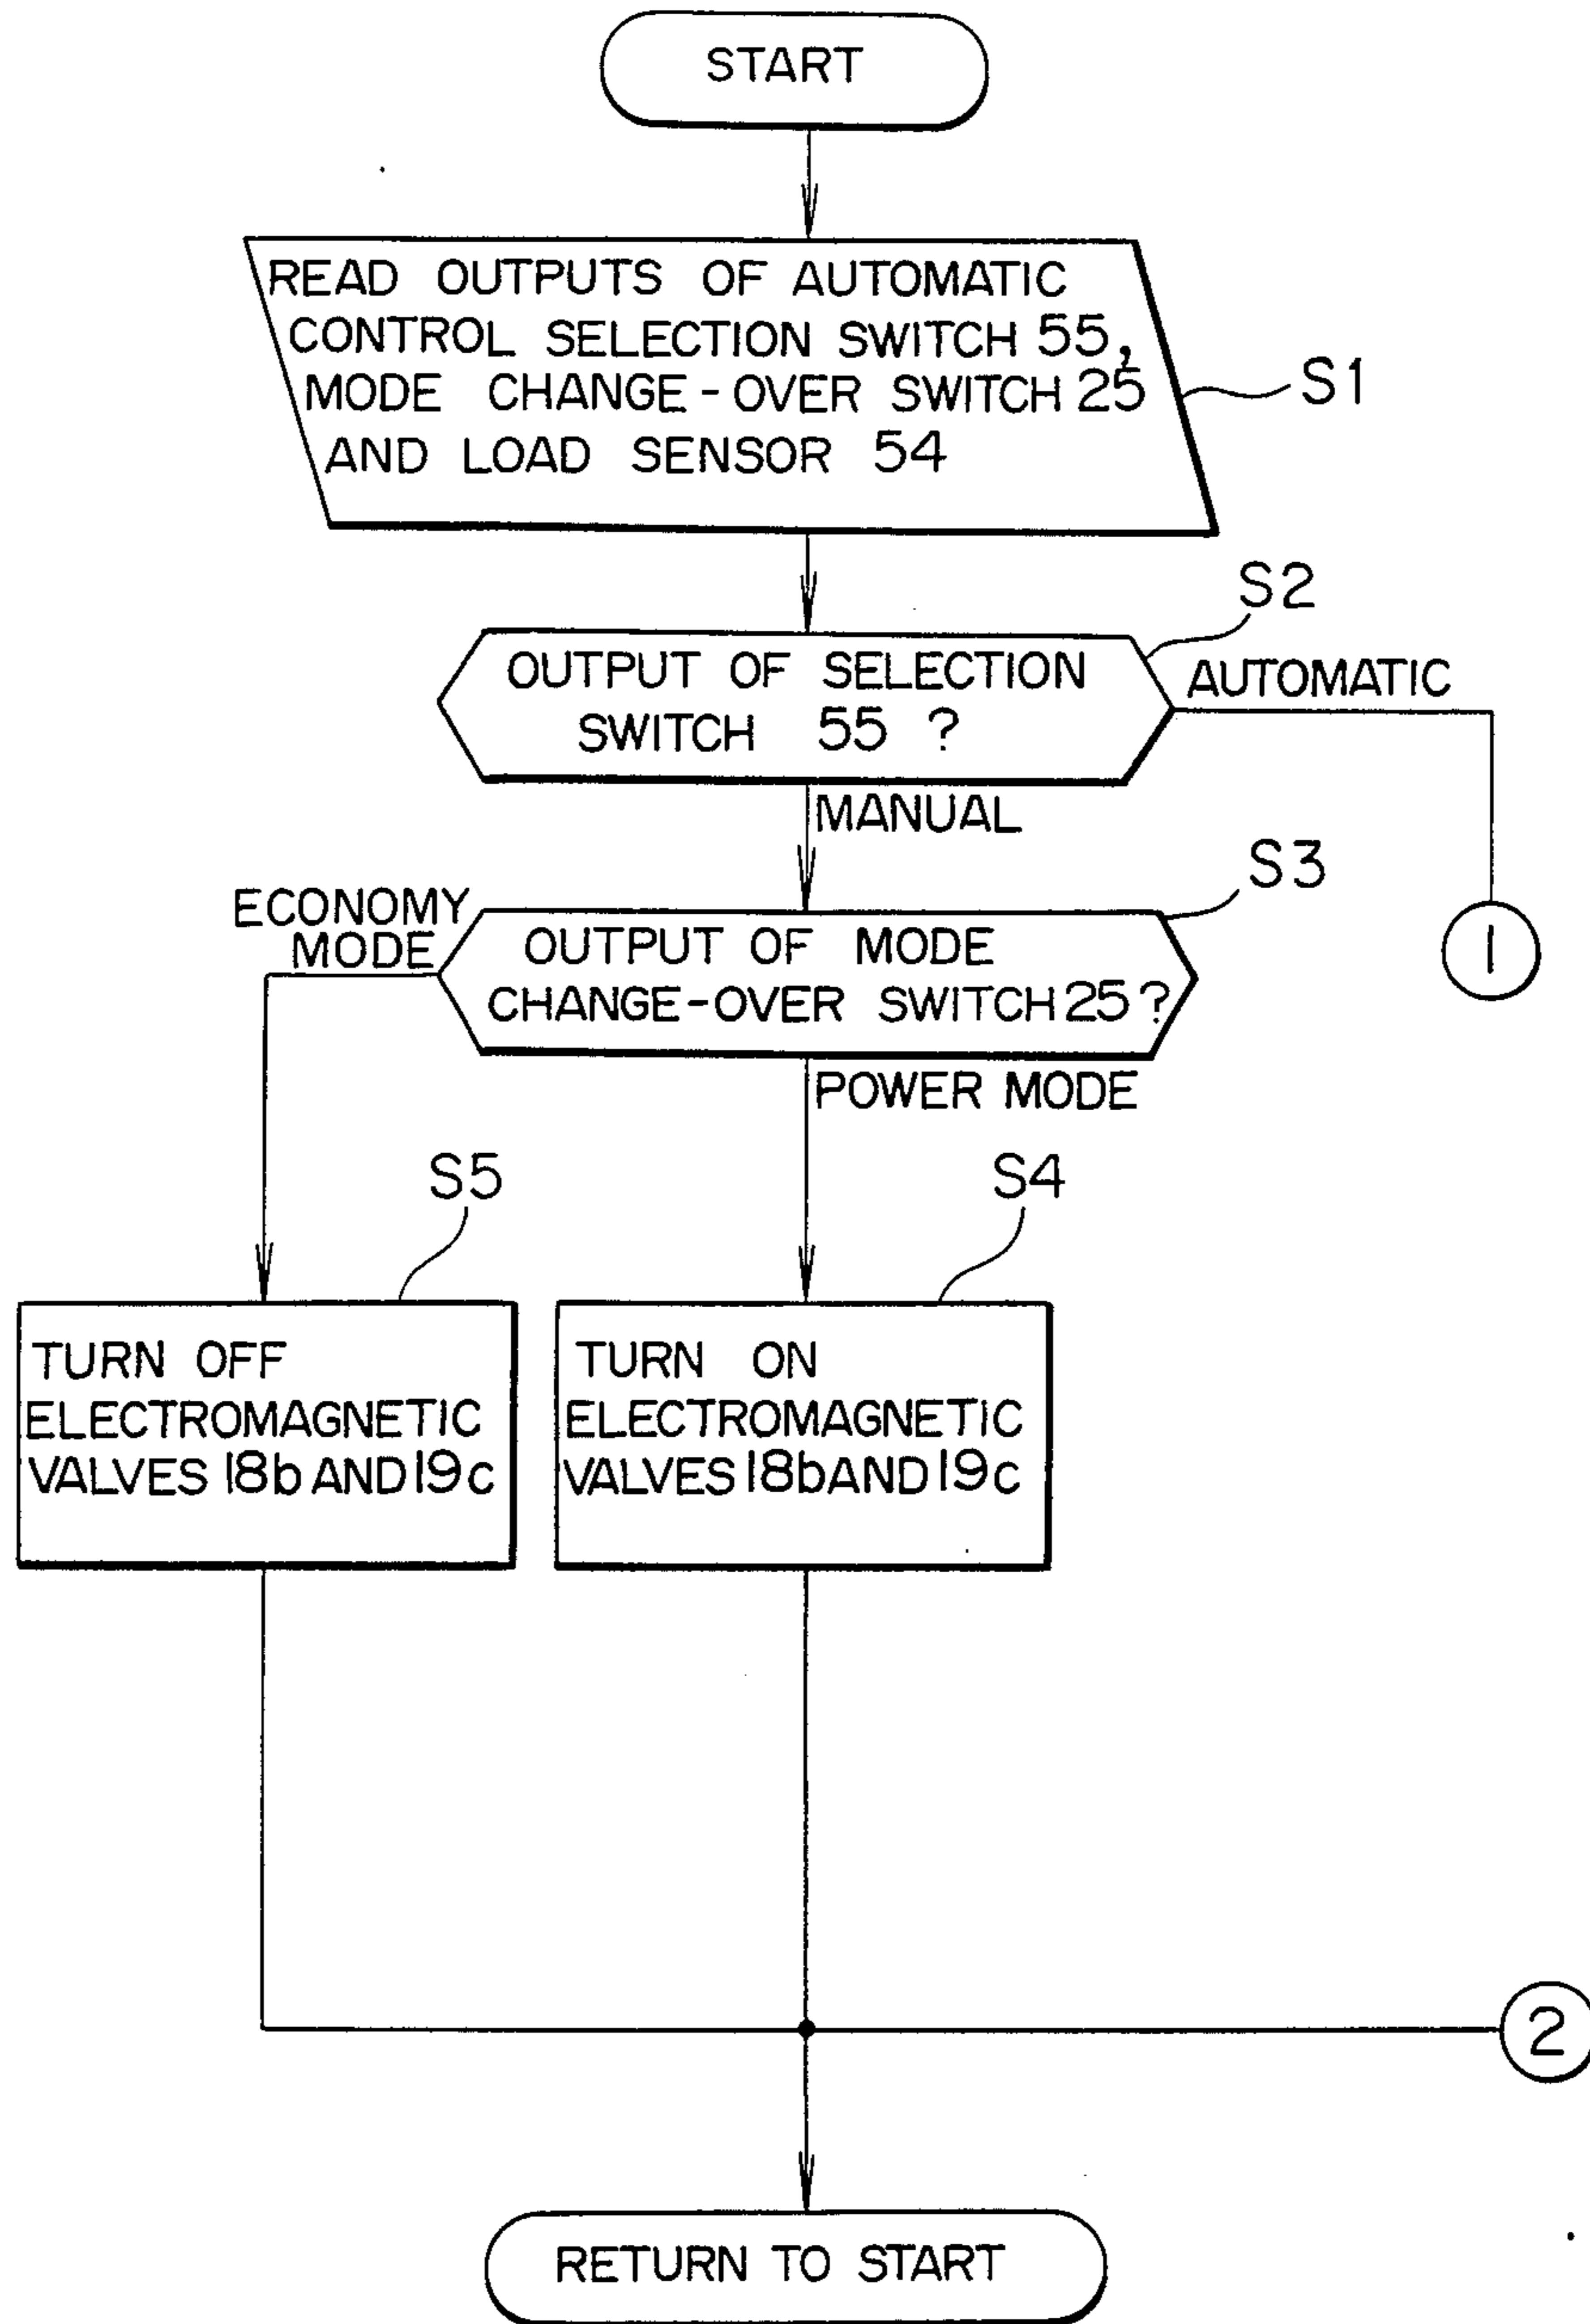 START
READ OUTPUTS OF AUTOMATIC
CONTROL SELECTION SWITCH 55,
MODE CHANGE-OVER SWITCH 25
AND LOAD SENSOR 54
S1
S2
OUTPUT OF SELECTION
SWITCH 55 ?
AUTOMATIC
MANUAL
S3
1
ECONOMY
MODE
OUTPUT OF MODE
CHANGE-OVER SWITCH 25?
POWER MODE
S5
S4
TURN OFF
ELECTROMAGNETIC
VALVES 18b AND 19c
TURN ON
ELECTROMAGNETIC
VALVES 18b AND 19c
2
RETURN TO START